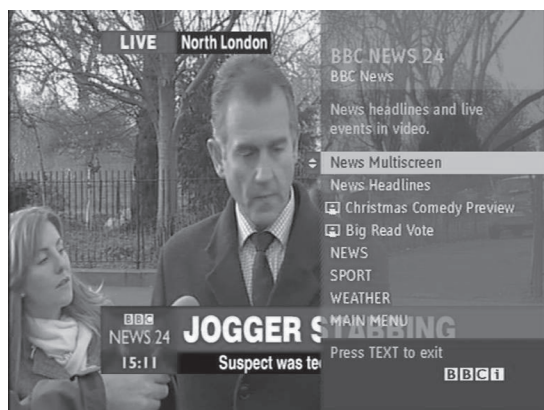 LIVE North London
BBC NEWS 24
BBC News
News headlines and live
events in video.
News Multiscreen
News Headlines
Christmas Comedy Preview
Big Read Vote
NEWS
SPORT
WEATHER
MAIN MENU
Press TEXT to exit
BBCi
BBC
NEWS 24
15:11
JOGGER STABBING
Suspect was